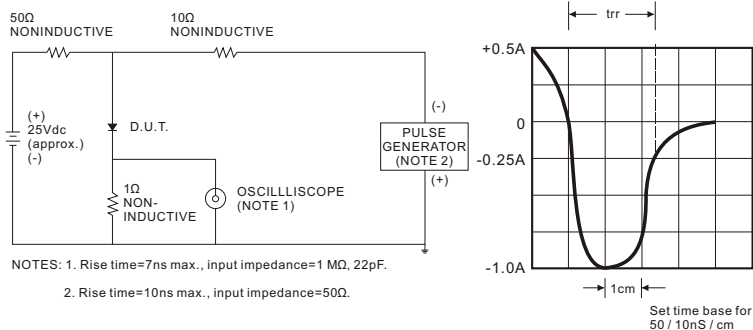 50Ω
NONINDUCTIVE
10Ω
NONINDUCTIVE
(+)
25Vdc
(approx.)
(-)
D.U.T.
1Ω
NON-
INDUCTIVE
OSCILLLISCOPE
(NOTE 1)
(-)
PULSE
GENERATOR
(NOTE 2)
(+)
NOTES: 1. Rise time=7ns max., input impedance=1 MΩ, 22pF.
2. Rise time=10ns max., input impedance=50Ω.
trr
+0.5A
0
-0.25A
-1.0A
1cm
Set time base for
50 / 10nS / cm